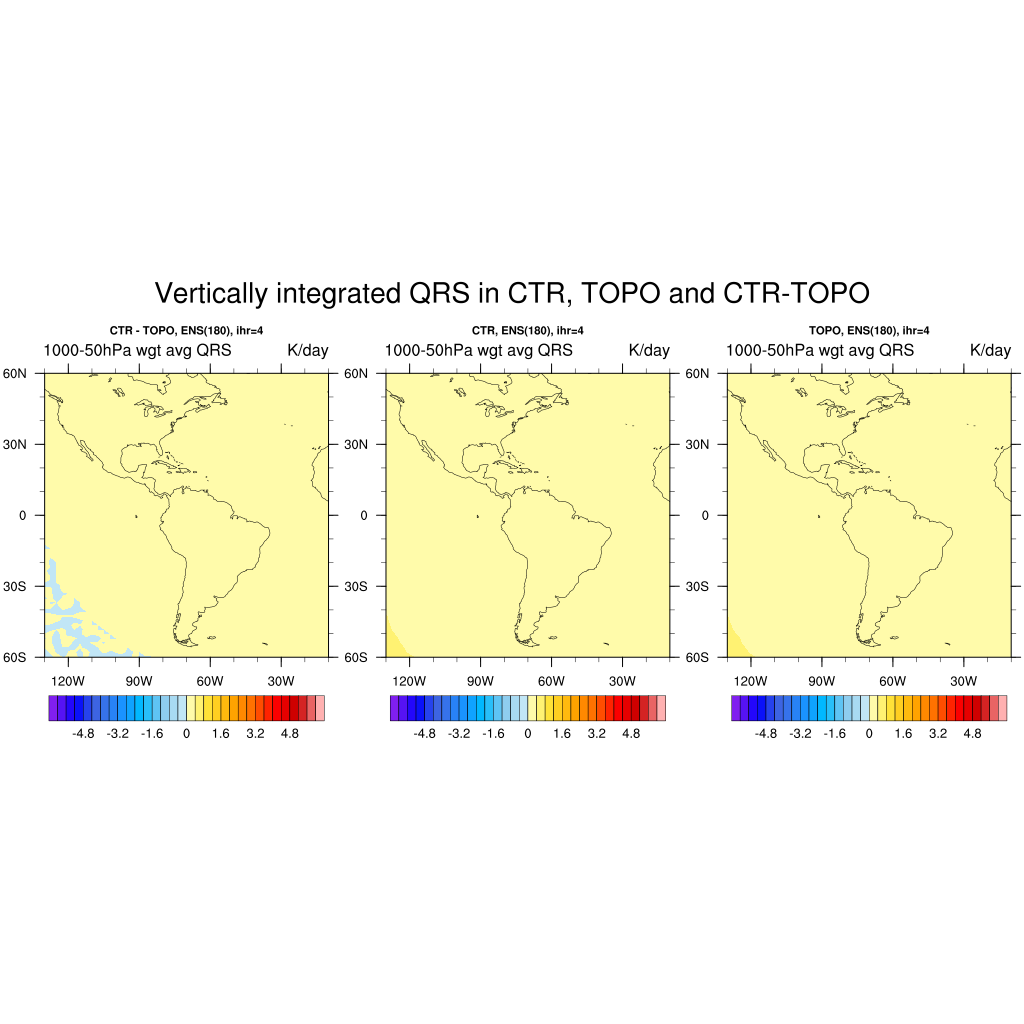 Vertically integrated QRS in CTR, TOPO and CTR-TOPO
CTR - TOPO, ENS(180), ihr=4
1000-50hPa wgt avg QRS K/day
60N
30N
0
30S
60S
120W 90W 60W 30W
-4.8 -3.2 -1.6 0 1.6 3.2 4.8
CTR, ENS(180), ihr=4
1000-50hPa wgt avg QRS K/day
60N
30N
0
30S
60S
120W 90W 60W 30W
-4.8 -3.2 -1.6 0 1.6 3.2 4.8
TOPO, ENS(180), ihr=4
1000-50hPa wgt avg QRS K/day
60N
30N
0
30S
60S
120W 90W 60W 30W
-4.8 -3.2 -1.6 0 1.6 3.2 4.8